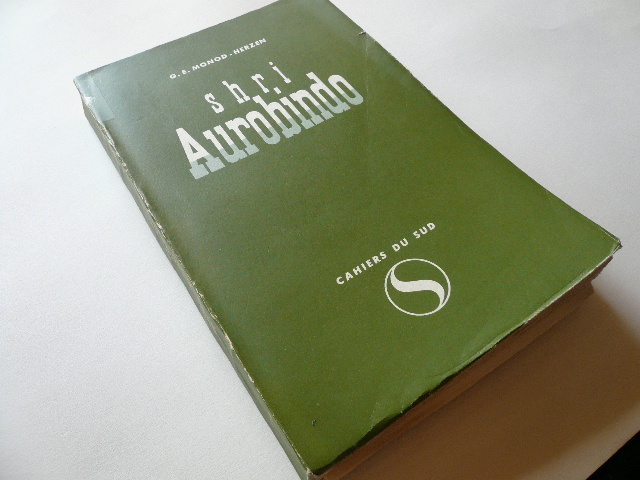 G.-E. MONOD-HERZEN
shri
Aurobindo
CAHIERS DU SUD
S